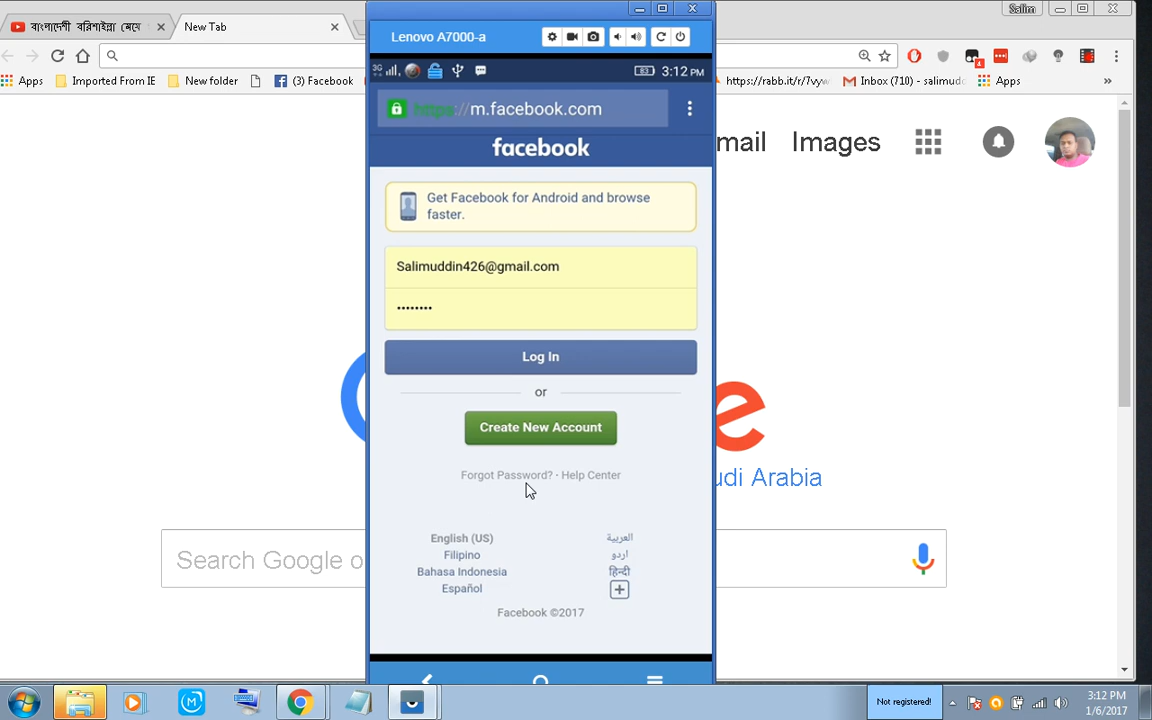 বাংলাদেশী বরিশাইল্লা মেয়ে
New Tab
Salim
Lenovo A7000-a
Apps
Imported From IE
New folder
(3) Facebook
https://rabb.it/r/7vyw
Inbox (710) - salimudd
Apps
»
3G
83
3:12 PM
https://m.facebook.com
facebook
mail
Images
Get Facebook for Android and browse
faster.
Salimuddin426@gmail.com
••••••••
Log In
or
Create New Account
Forgot Password? · Help Center
e
udi Arabia
English (US)
العربية
Filipino
اردو
Bahasa Indonesia
हिन्दी
Español
Facebook ©2017
Search Google o
Not registered!
3:12 PM
1/6/2017